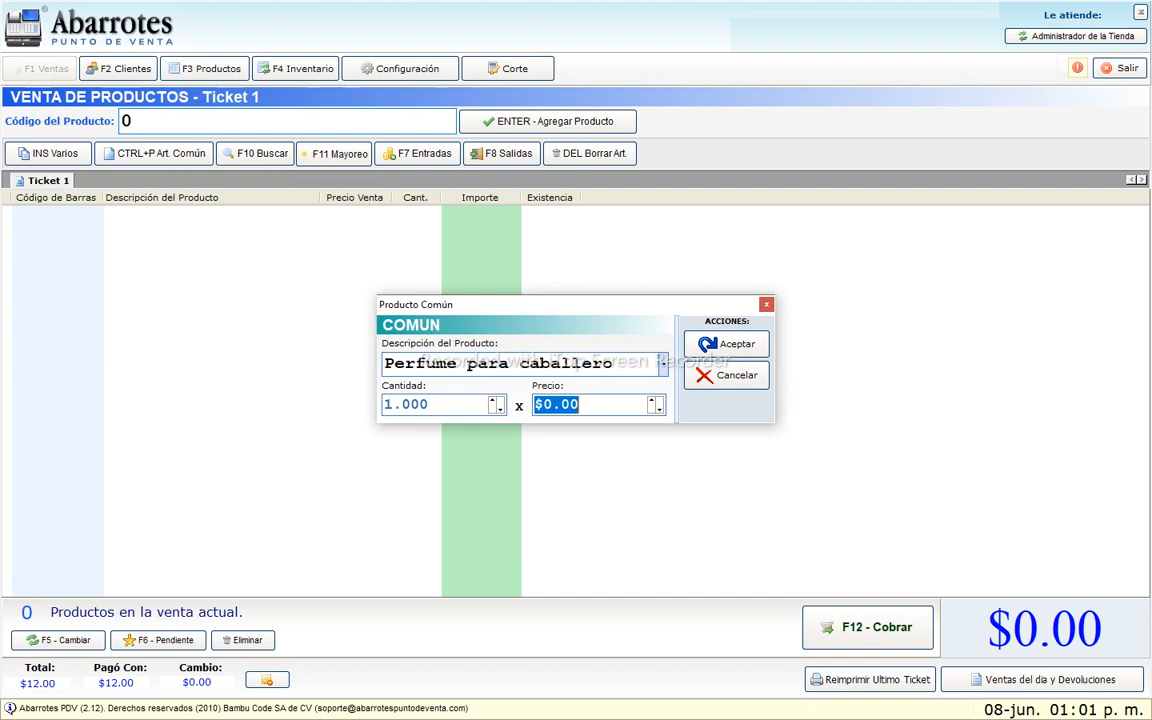 Abarrotes
PUNTO DE VENTA
Le atiende:
Administrador de la Tienda
F1 Ventas
F2 Clientes
F3 Productos
F4 Inventario
Configuración
Corte
Salir
VENTA DE PRODUCTOS - Ticket 1
Código del Producto:
0
ENTER - Agregar Producto
INS Varios
CTRL+P Art. Común
F10 Buscar
F11 Mayoreo
F7 Entradas
F8 Salidas
DEL Borrar Art.
Ticket 1
Código de Barras
Descripción del Producto
Precio Venta
Cant.
Importe
Existencia
Producto Común
COMUN
ACCIONES:
Descripción del Producto:
Aceptar
Recorded with iTop Screen Recorder
Perfume para caballero
Cancelar
Cantidad:
Precio:
1.000
x
$0.00
0 Productos en la venta actual.
F5 - Cambiar
F6 - Pendiente
Eliminar
F12 - Cobrar
$0.00
Total:
Pagó Con:
Cambio:
$12.00
$12.00
$0.00
Reimprimir Ultimo Ticket
Ventas del dia y Devoluciones
Abarrotes PDV (2.12). Derechos reservados (2010) Bambu Code SA de CV (soporte@abarrotespuntodeventa.com)
08-jun. 01:01 p. m.